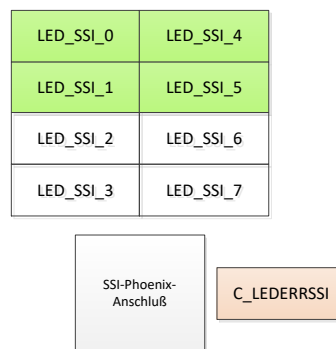 LED_SSI_0 LED_SSI_4
LED_SSI_1 LED_SSI_5
LED_SSI_2 LED_SSI_6
LED_SSI_3 LED_SSI_7
SSI-Phoenix-
Anschluß
C_LEDERRSSI